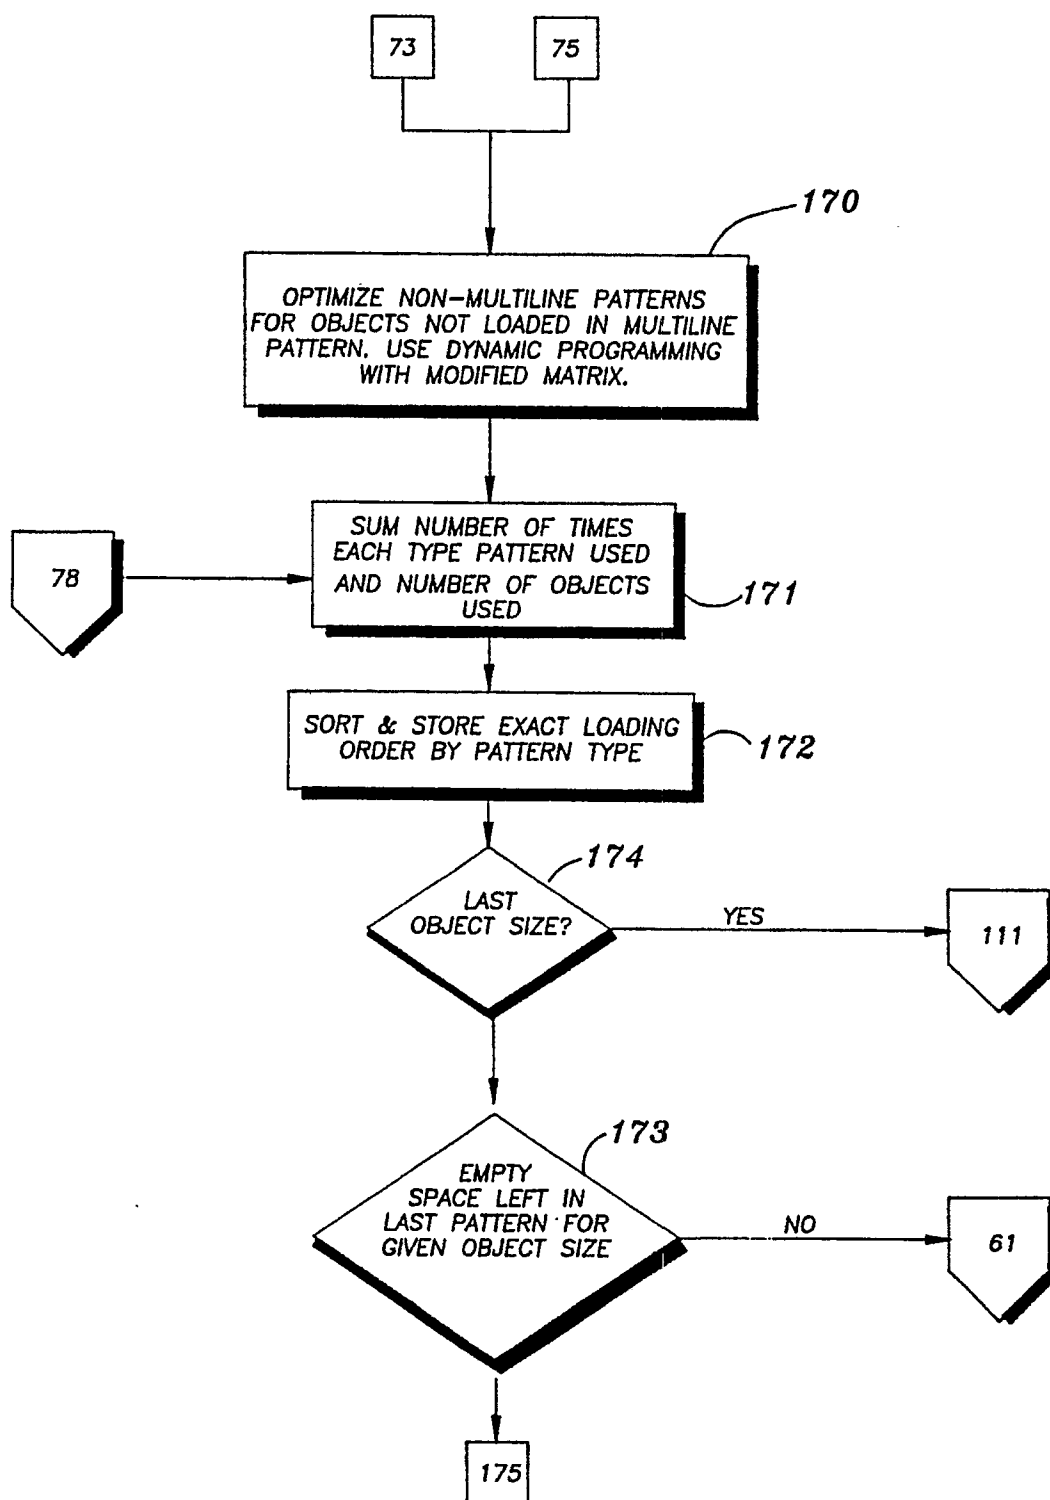 73
75
170
OPTIMIZE NON-MULTILINE PATTERNS
FOR OBJECTS NOT LOADED IN MULTILINE
PATTERN. USE DYNAMIC PROGRAMMING
WITH MODIFIED MATRIX.
SUM NUMBER OF TIMES
EACH TYPE PATTERN USED
AND NUMBER OF OBJECTS
USED
78
171
SORT & STORE EXACT LOADING
ORDER BY PATTERN TYPE
172
174
LAST
OBJECT SIZE?
YES
111
173
EMPTY
SPACE LEFT IN
LAST PATTERN FOR
GIVEN OBJECT SIZE
NO
61
175